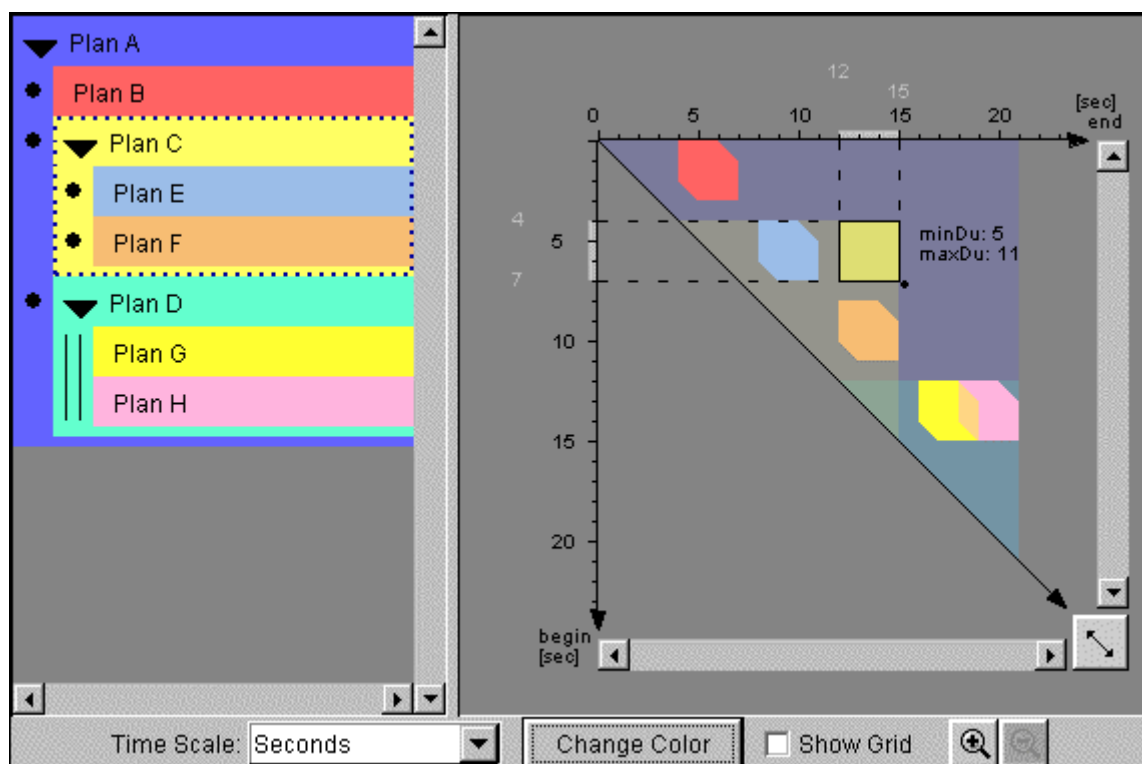 Plan A
Plan B
Plan C
Plan E
Plan F
Plan D
Plan G
Plan H
12
15
0 5 10 15 20 [sec]
end
4
5
7
minDu: 5
maxDu: 11
10
15
20
begin
[sec]
Time Scale: Seconds Change Color Show Grid